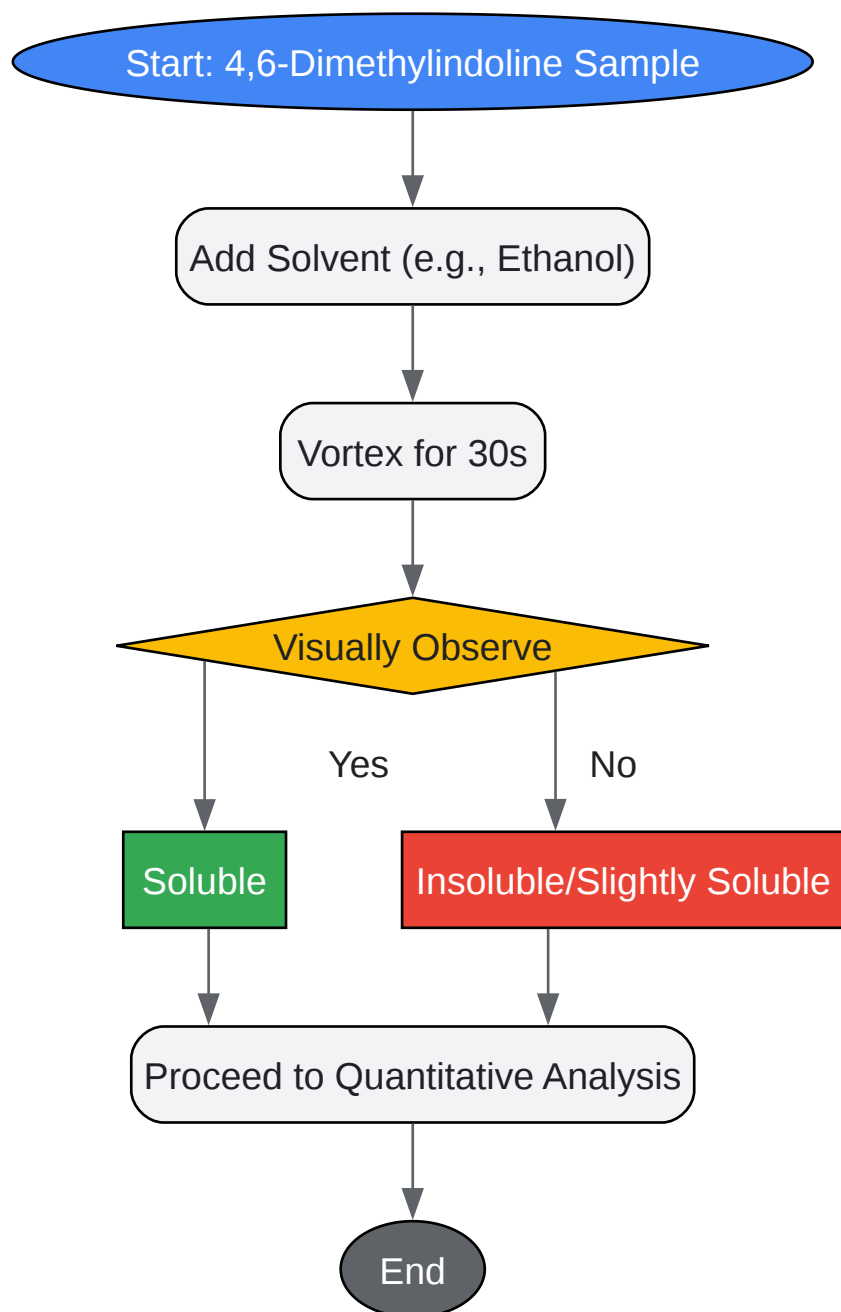 Start: 4,6-Dimethylindoline Sample
Add Solvent (e.g., Ethanol)
Vortex for 30s
Visually Observe
Yes
No
Soluble
Insoluble/Slightly Soluble
Proceed to Quantitative Analysis
End